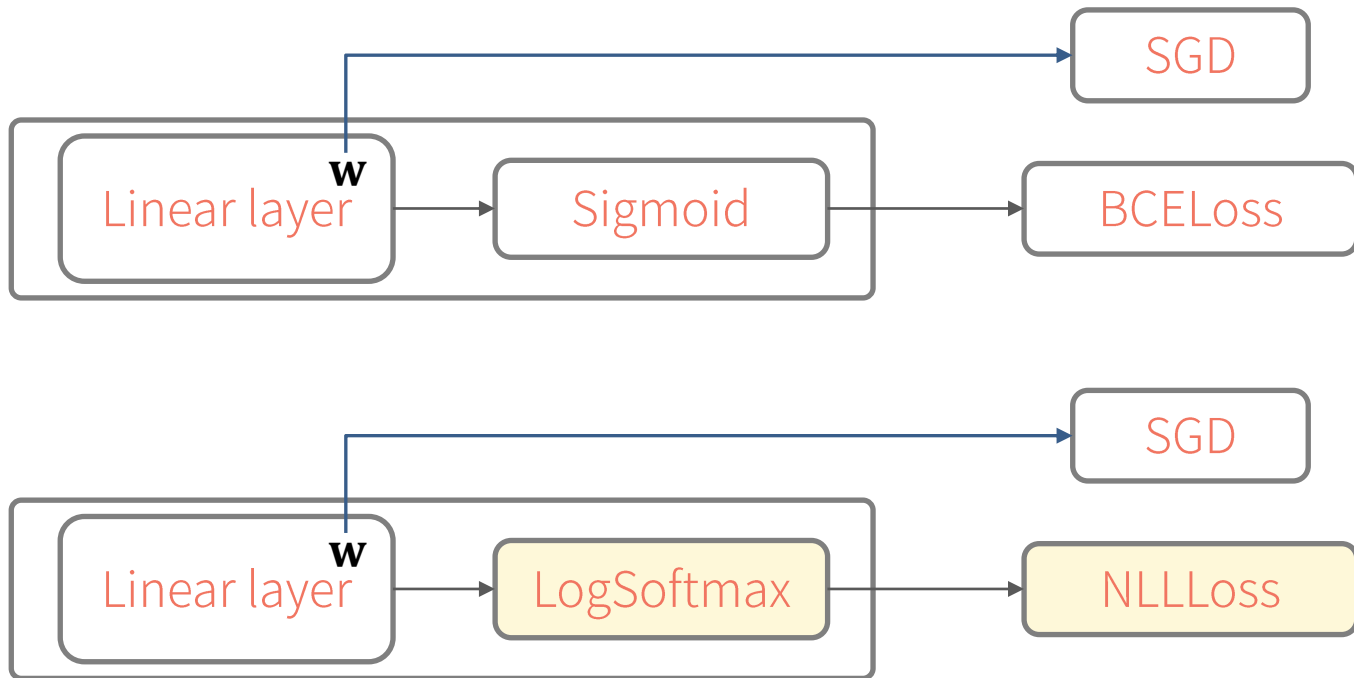 SGD
w
Linear layer
Sigmoid
BCELoss
SGD
w
Linear layer
LogSoftmax
NLLLoss